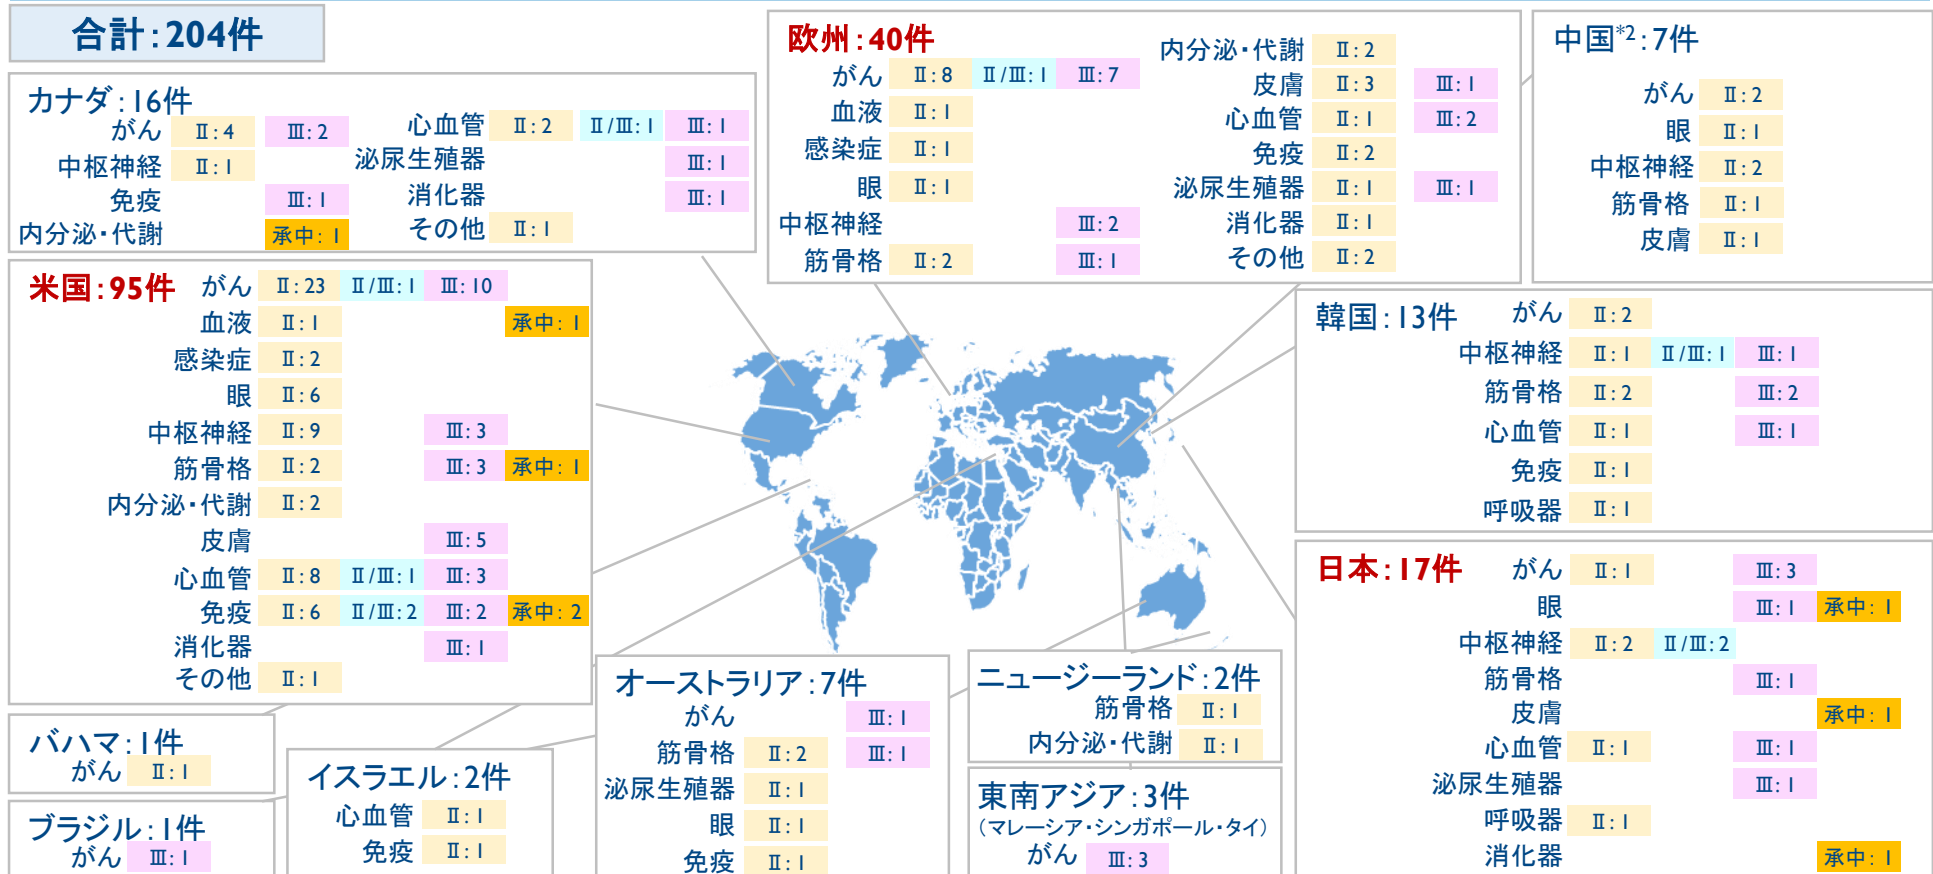 合計:204件
カナダ:16件
がん Ⅱ:4 Ⅲ:2
中枢神経 Ⅱ:1
免疫 Ⅲ:1
内分泌・代謝 承中:1
心血管 Ⅱ:2 Ⅱ/Ⅲ:1 Ⅲ:1
泌尿生殖器 Ⅲ:1
消化器 Ⅲ:1
その他 Ⅱ:1
欧州:40件
がん Ⅱ:8 Ⅱ/Ⅲ:1 Ⅲ:7
血液 Ⅱ:1
感染症 Ⅱ:1
眼 Ⅱ:1
中枢神経 Ⅲ:2
筋骨格 Ⅱ:2 Ⅲ:1
内分泌・代謝 Ⅱ:2
皮膚 Ⅱ:3 Ⅲ:1
心血管 Ⅱ:1 Ⅲ:2
免疫 Ⅱ:2
泌尿生殖器 Ⅱ:1 Ⅲ:1
消化器 Ⅱ:1
その他 Ⅱ:2
中国*2:7件
がん Ⅱ:2
眼 Ⅱ:1
中枢神経 Ⅱ:2
筋骨格 Ⅱ:1
皮膚 Ⅱ:1
米国:95件
がん Ⅱ:23 Ⅱ/Ⅲ:1 Ⅲ:10
血液 Ⅱ:1 承中:1
感染症 Ⅱ:2
眼 Ⅱ:6
中枢神経 Ⅱ:9 Ⅲ:3
筋骨格 Ⅱ:2 Ⅲ:3 承中:1
内分泌・代謝 Ⅱ:2
皮膚 Ⅲ:5
心血管 Ⅱ:8 Ⅱ/Ⅲ:1 Ⅲ:3
免疫 Ⅱ:6 Ⅱ/Ⅲ:2 Ⅲ:2 承中:2
消化器 Ⅲ:1
その他 Ⅱ:1
韓国:13件
がん Ⅱ:2
中枢神経 Ⅱ:1 Ⅱ/Ⅲ:1 Ⅲ:1
筋骨格 Ⅱ:2 Ⅲ:2
心血管 Ⅱ:1 Ⅲ:1
免疫 Ⅱ:1
呼吸器 Ⅱ:1
日本:17件
がん Ⅱ:1 Ⅲ:3
眼 Ⅲ:1 承中:1
中枢神経 Ⅱ:2 Ⅱ/Ⅲ:2
筋骨格 Ⅲ:1
皮膚 承中:1
心血管 Ⅱ:1 Ⅲ:1
泌尿生殖器 Ⅲ:1
呼吸器 Ⅱ:1
消化器 承中:1
バハマ:1件
がん Ⅱ:1
ブラジル:1件
がん Ⅲ:1
イスラエル:2件
心血管 Ⅱ:1
免疫 Ⅱ:1
オーストラリア:7件
がん Ⅲ:1
筋骨格 Ⅱ:2 Ⅲ:1
泌尿生殖器 Ⅱ:1
眼 Ⅱ:1
免疫 Ⅱ:1
ニュージーランド:2件
筋骨格 Ⅱ:1
内分泌・代謝 Ⅱ:1
東南アジア:3件
(マレーシア・シンガポール・タイ)
がん Ⅲ:3